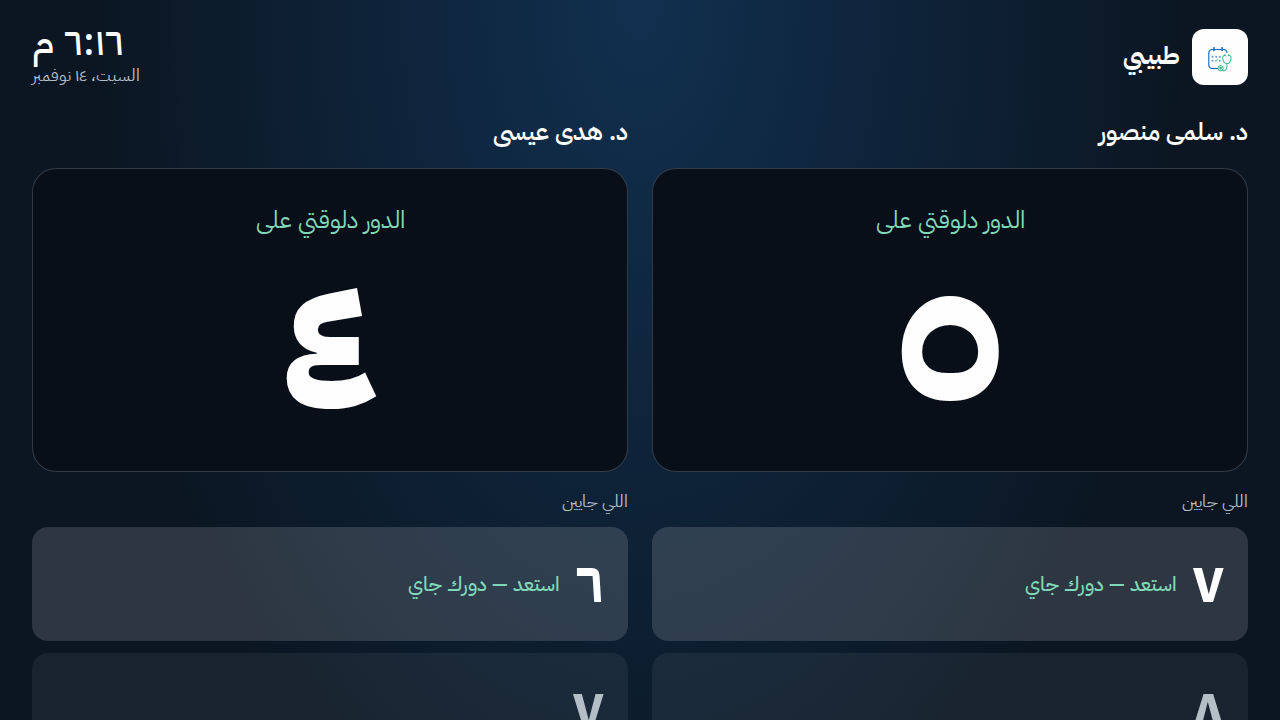 طبيبي
٦:١٦ م
السبت، ١٤ نوفمبر
د. سلمى منصور
الدور دلوقتي على
٥
اللي جايين
٧ استعد – دورك جاي
٨
د. هدى عيسى
الدور دلوقتي على
٤
اللي جايين
٦ استعد – دورك جاي
٧